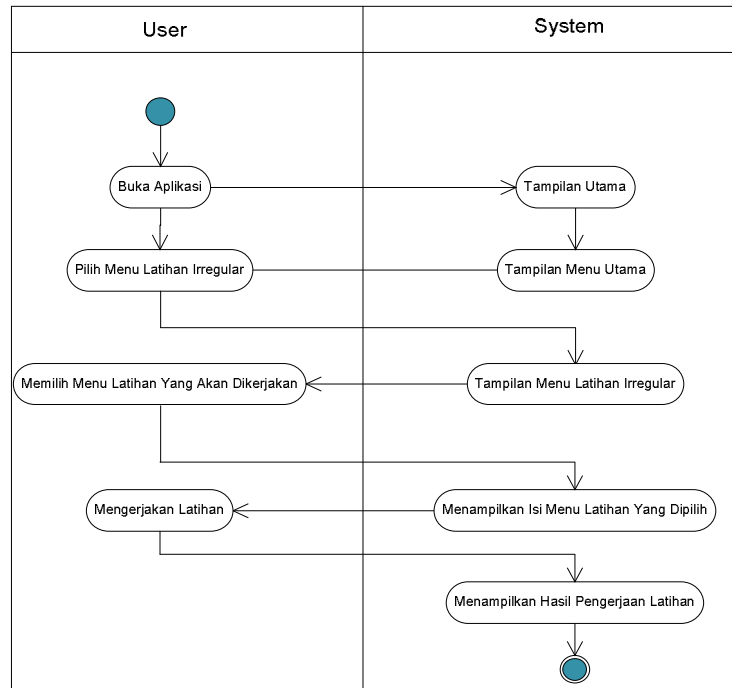 User
System
Buka Aplikasi
Tampilan Utama
Pilih Menu Latihan Irregular
Tampilan Menu Utama
Memilih Menu Latihan Yang Akan Dikerjakan
Tampilan Menu Latihan Irregular
Mengerjakan Latihan
Menampilkan Isi Menu Latihan Yang Dipilih
Menampilkan Hasil Pengerjaan Latihan